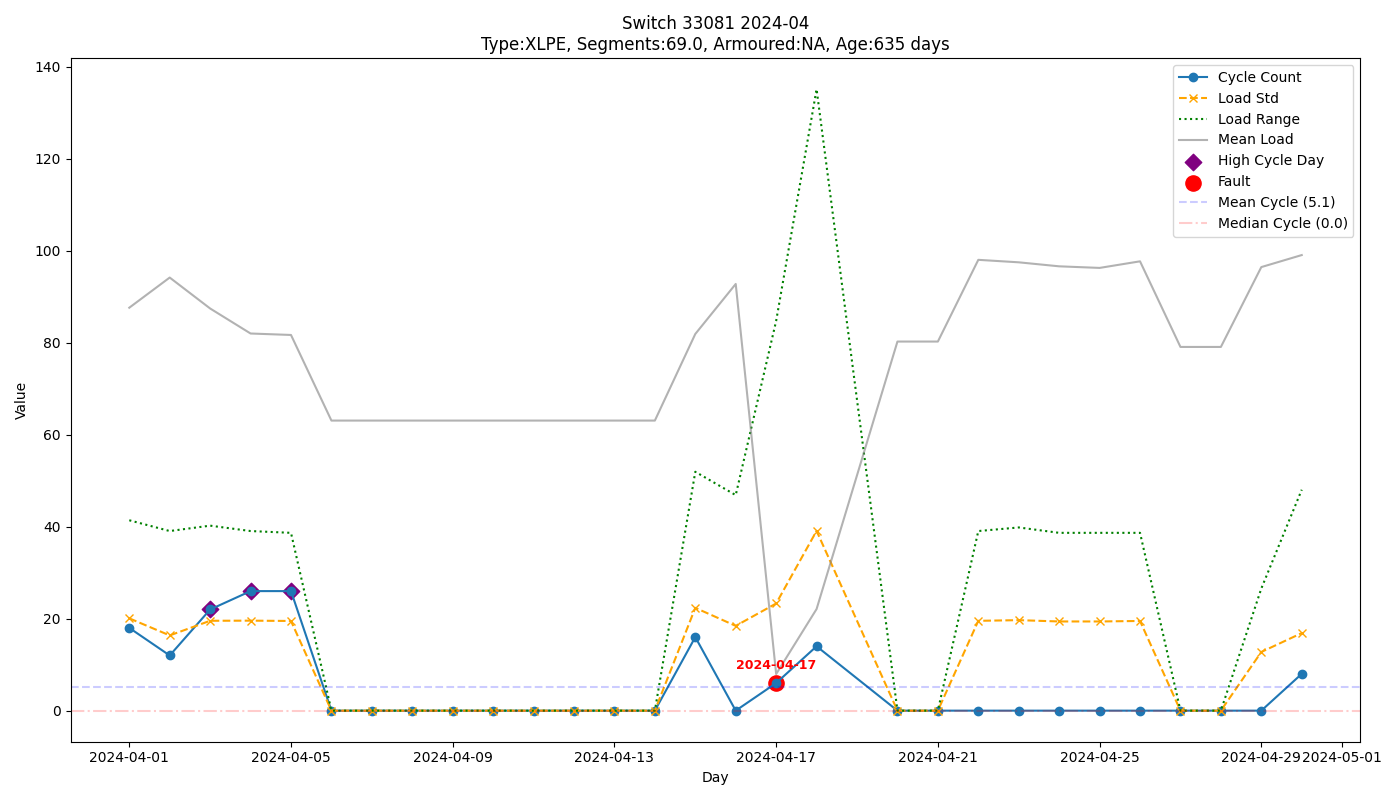 Switch 33081 2024-04
Type:XLPE, Segments:69.0, Armoured:NA, Age:635 days
140
120
100
80
60
40
20
0
Value
Cycle Count
Load Std
Load Range
Mean Load
High Cycle Day
Fault
Mean Cycle (5.1)
Median Cycle (0.0)
2024-04-17
2024-04-01 2024-04-05 2024-04-09 2024-04-13 2024-04-17 2024-04-21 2024-04-25 2024-04-29 2024-05-01
Day